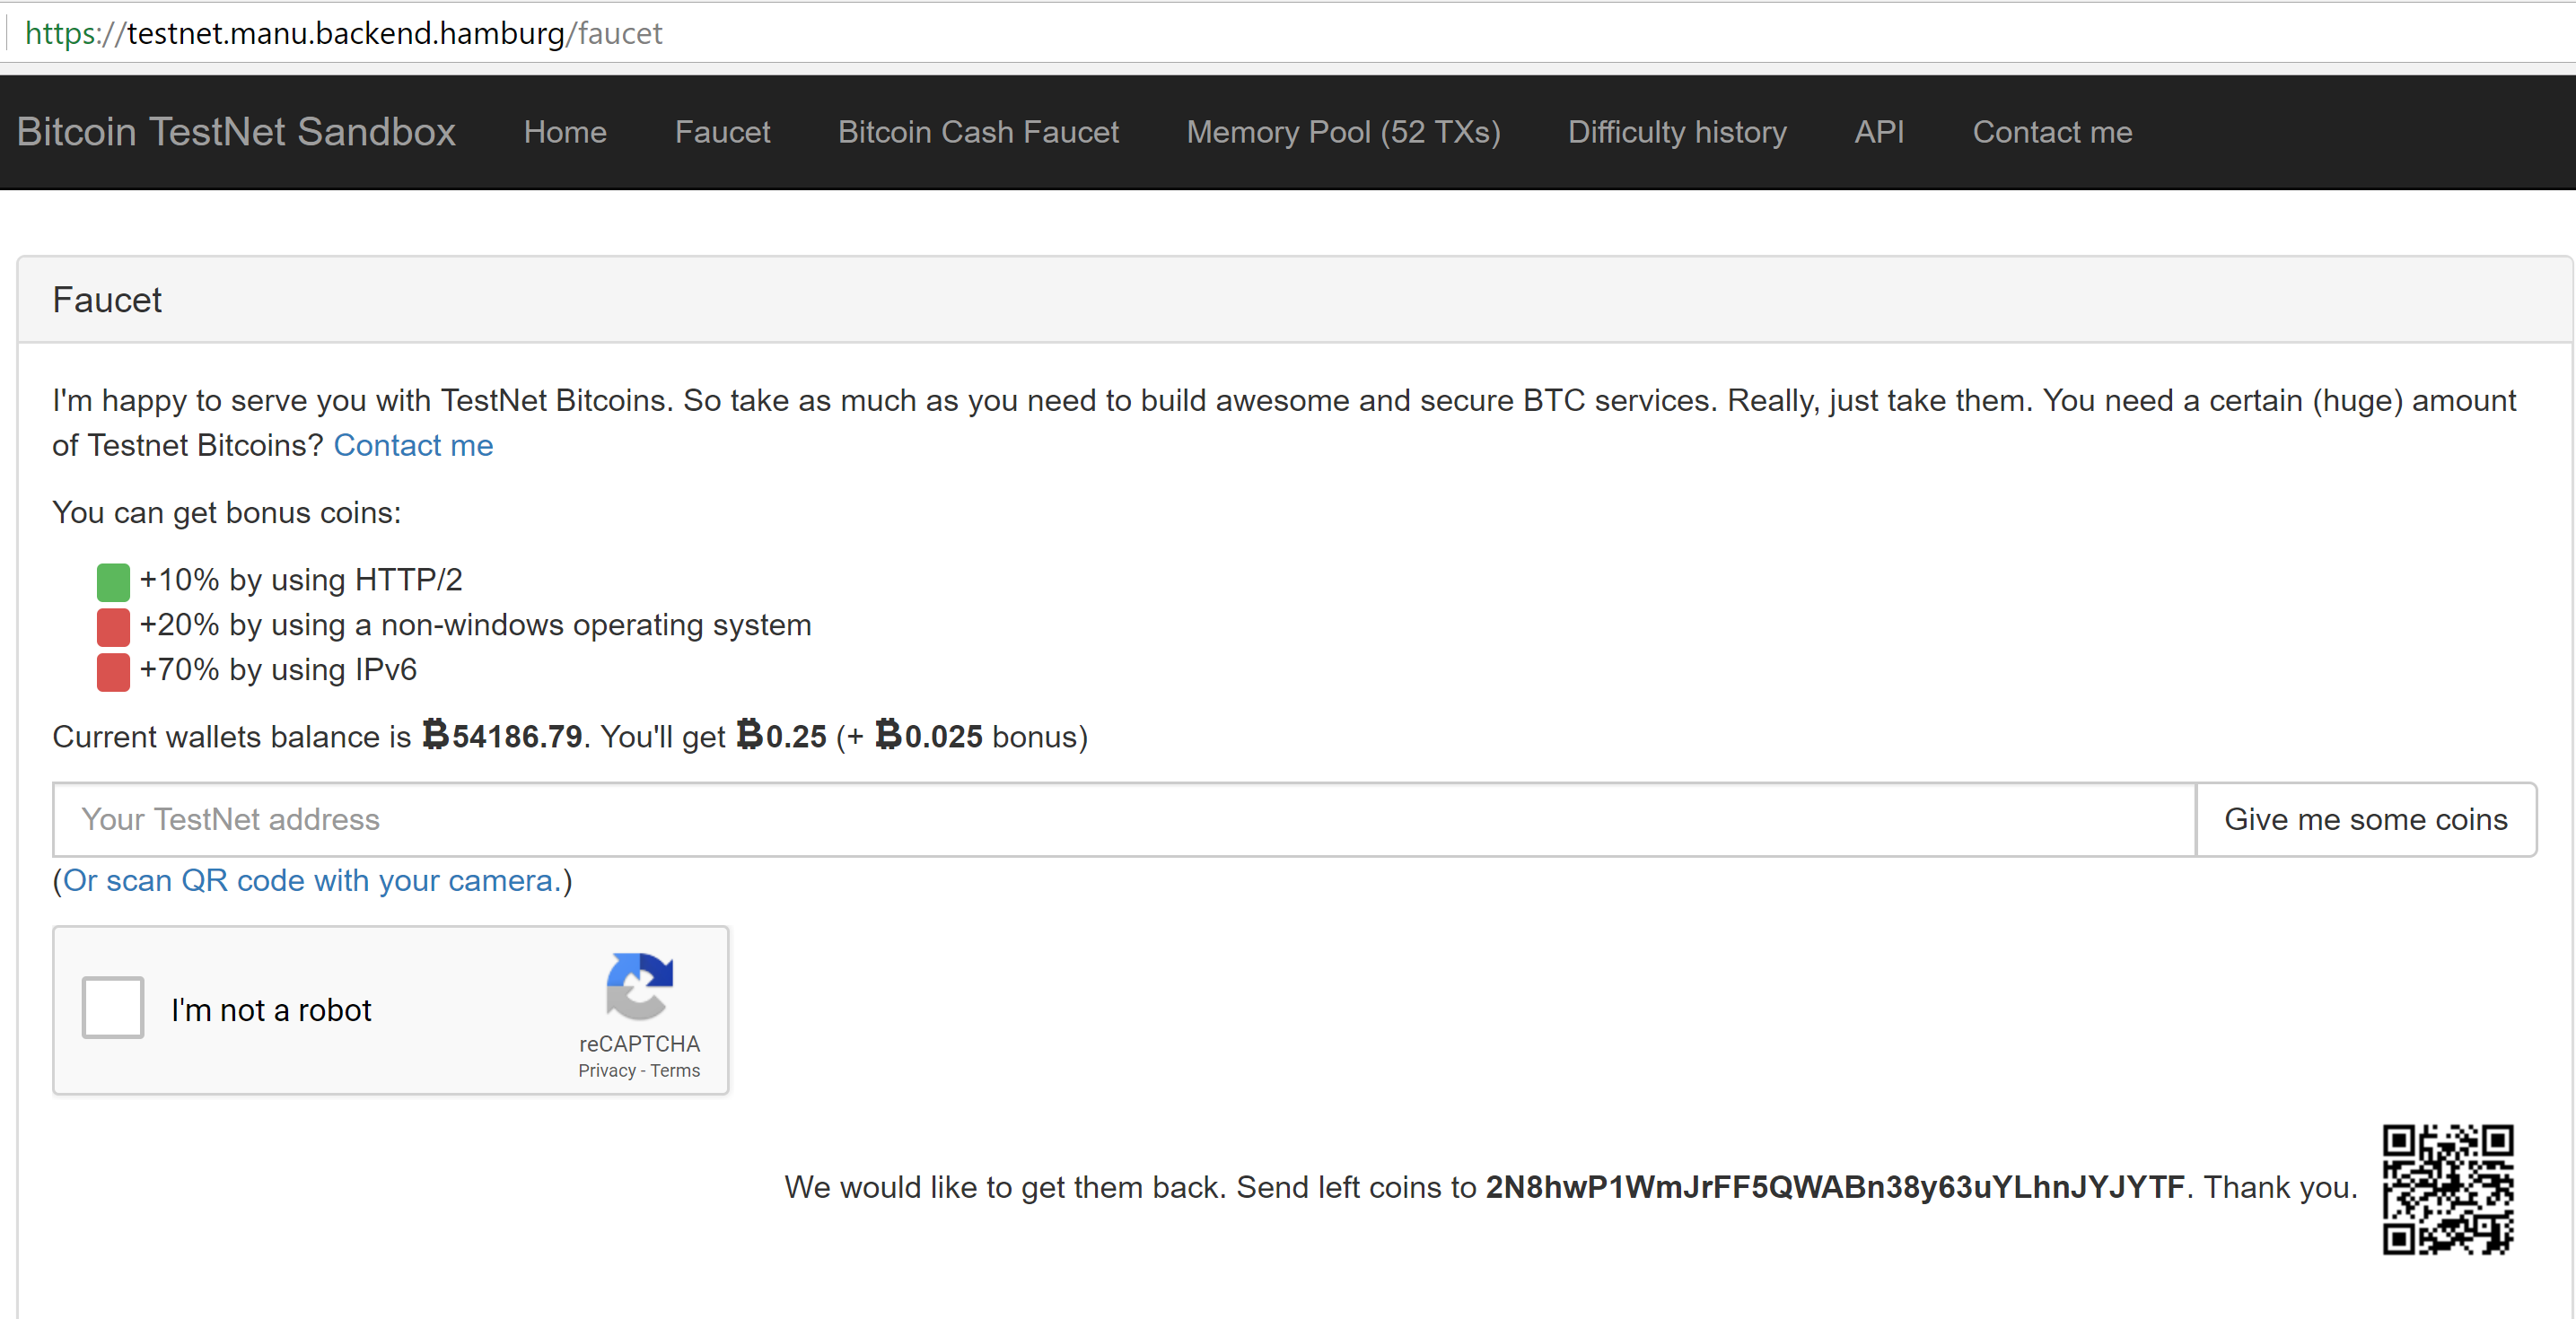 https://testnet.manu.backend.hamburg/faucet
Bitcoin TestNet Sandbox Home Faucet Bitcoin Cash Faucet Memory Pool (52 TXs) Difficulty history API Contact me
Faucet
I'm happy to serve you with TestNet Bitcoins. So take as much as you need to build awesome and secure BTC services. Really, just take them. You need a certain (huge) amount
of Testnet Bitcoins? Contact me
You can get bonus coins:
+10% by using HTTP/2
+20% by using a non-windows operating system
+70% by using IPv6
Current wallets balance is ₿54186.79. You'll get ₿0.25 (+ ₿0.025 bonus)
Your TestNet address Give me some coins
(Or scan QR code with your camera.)
I'm not a robot
reCAPTCHA
Privacy - Terms
We would like to get them back. Send left coins to 2N8hwP1WmJrFF5QWABn38y63uYLhnJYJYTF. Thank you.